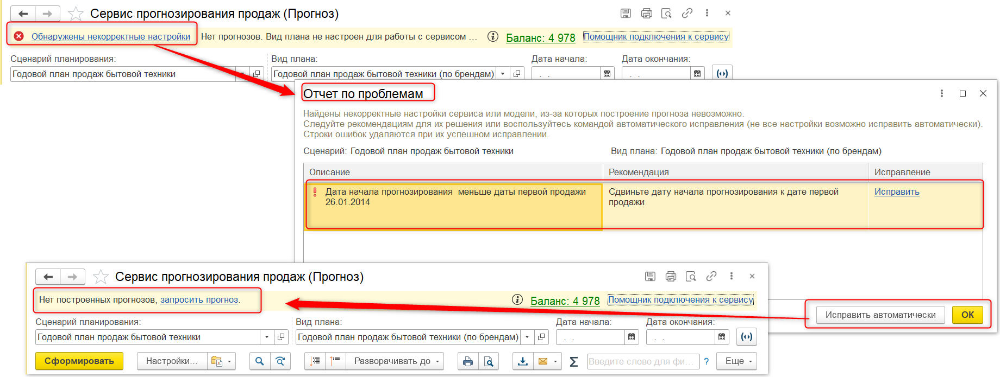 Сервис прогнозирования продаж (Прогноз)
Обнаружены некорректные настройки Нет прогнозов. Вид плана не настроен для работы с сервисом ... Баланс: 4 978 Помощник подключения к сервису
Сценарий планирования: Вид плана: Дата начала: Дата окончания:
Годовой план продаж бытовой техники Годовой план продаж бытовой техники (по брендам) . . . .
Отчет по проблемам
Найдены некорректные настройки сервиса или модели, из-за которых построение прогноза невозможно.
Следуйте рекомендациям для их решения или воспользуйтесь командой автоматического исправления (не все настройки возможно исправить автоматически).
Строки ошибок удаляются при их успешном исправлении.
Сценарий: Годовой план продаж бытовой техники Вид плана: Годовой план продаж бытовой техники (по брендам)
Описание Рекомендация Исправление
Дата начала прогнозирования меньше даты первой продажи Сдвиньте дату начала прогнозирования к дате первой Исправить
26.01.2014 продажи
Исправить автоматически ОК
Сервис прогнозирования продаж (Прогноз)
Нет построенных прогнозов, запросить прогноз. Баланс: 4 978 Помощник подключения к сервису
Сценарий планирования: Вид плана: Дата начала: Дата окончания:
Годовой план продаж бытовой техники Годовой план продаж бытовой техники (по брендам) . . . .
Сформировать Настройки... Разворачивать до Σ Введите слово для фи... ? Еще